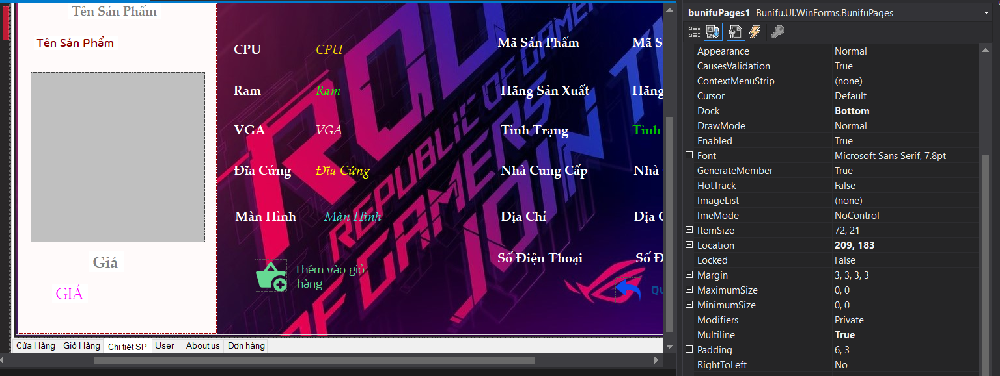 Tên Sản Phẩm
Tên Sản Phẩm
Giá
GIÁ
CPU CPU
Ram Ram
VGA VGA
Đĩa Cứng Đĩa Cứng
Màn Hình Màn Hình
Thêm vào giỏ
hàng
Mã Sản Phẩm Mã S
Hãng Sản Xuất Hãng
Tình Trạng Tình
Nhà Cung Cấp Nhà
Địa Chỉ Địa C
Số Điện Thoại Số Đ
Qu
REPUBLIC OF GAMERS
JOIN
OF GAMERS
Cửa Hàng Giỏ Hàng Chi tiết SP User About us Đơn hàng
bunifuPages1 Bunifu.UI.WinForms.BunifuPages
Appearance Normal
CausesValidation True
ContextMenuStrip (none)
Cursor Default
Dock Bottom
DrawMode Normal
Enabled True
Font Microsoft Sans Serif, 7.8pt
GenerateMember True
HotTrack False
ImageList (none)
ImeMode NoControl
ItemSize 72, 21
Location 209, 183
Locked False
Margin 3, 3, 3, 3
MaximumSize 0, 0
MinimumSize 0, 0
Modifiers Private
Multiline True
Padding 6, 3
RightToLeft No